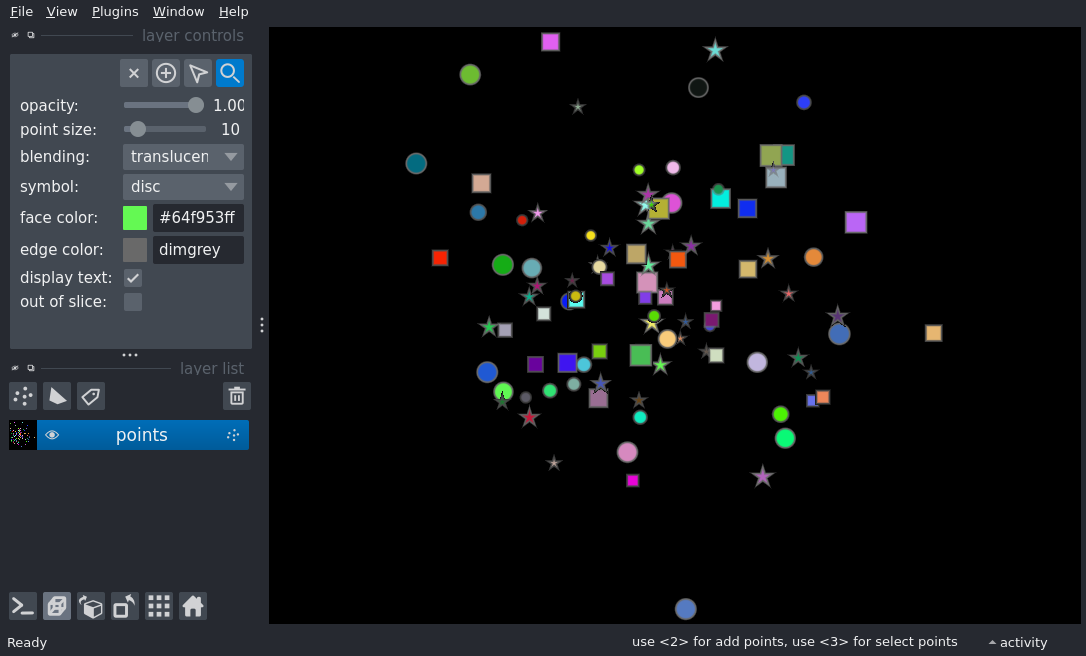 File View Plugins Window Help
layer controls
opacity: 1.00
point size: 10
blending: translucen
symbol: disc
face color: #64f953ff
edge color: dimgrey
display text:
out of slice:
layer list
points
Ready use <2> for add points, use <3> for select points activity